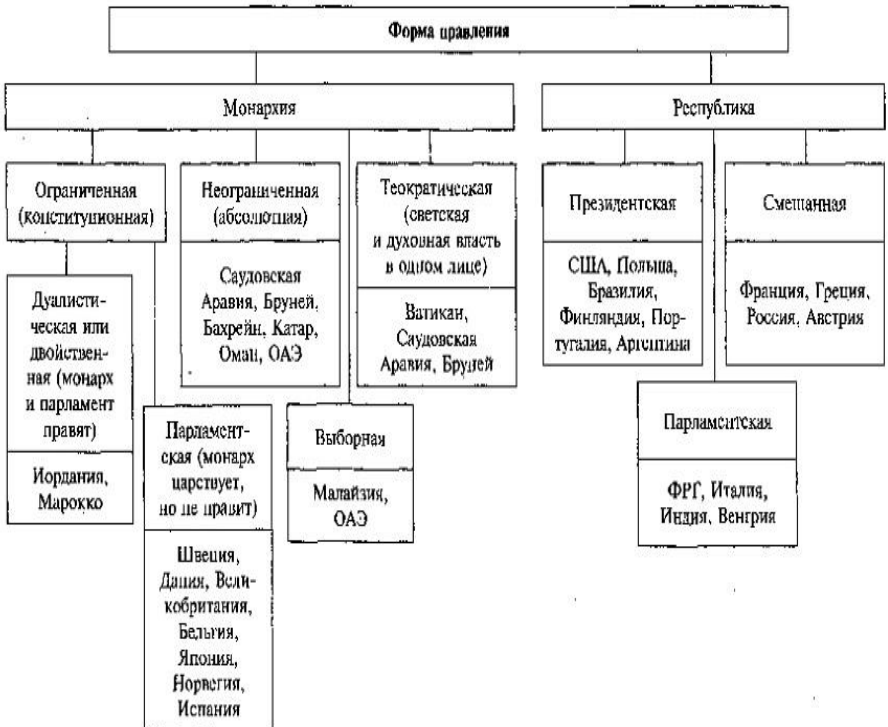 Форма правления
Монархия
Республика
Ограниченная
(конституционная)
Неограниченная
(абсолютная)
Теократическая
(светская
и духовная власть
в одном лице)
Президентская
Смешанная
Дуалисти-
ческая или
двойствен-
ная (монарх
и парламент
правят)
Саудовская
Аравия, Бруней,
Бахрейн, Катар,
Оман, ОАЭ
Ватикан,
Саудовская
Аравия, Бруней
США, Польша,
Бразилия,
Финляндия, Пор-
тугалия, Аргентина
Франция, Греция,
Россия, Австрия
Иордания,
Марокко
Парламент-
ская (монарх
царствует,
но не правит)
Выборная
Малайзия,
ОАЭ
Парламентская
ФРГ, Италия,
Индия, Венгрия
Швеция,
Дания, Вели-
кобритания,
Бельгия,
Япония,
Норвегия,
Испания